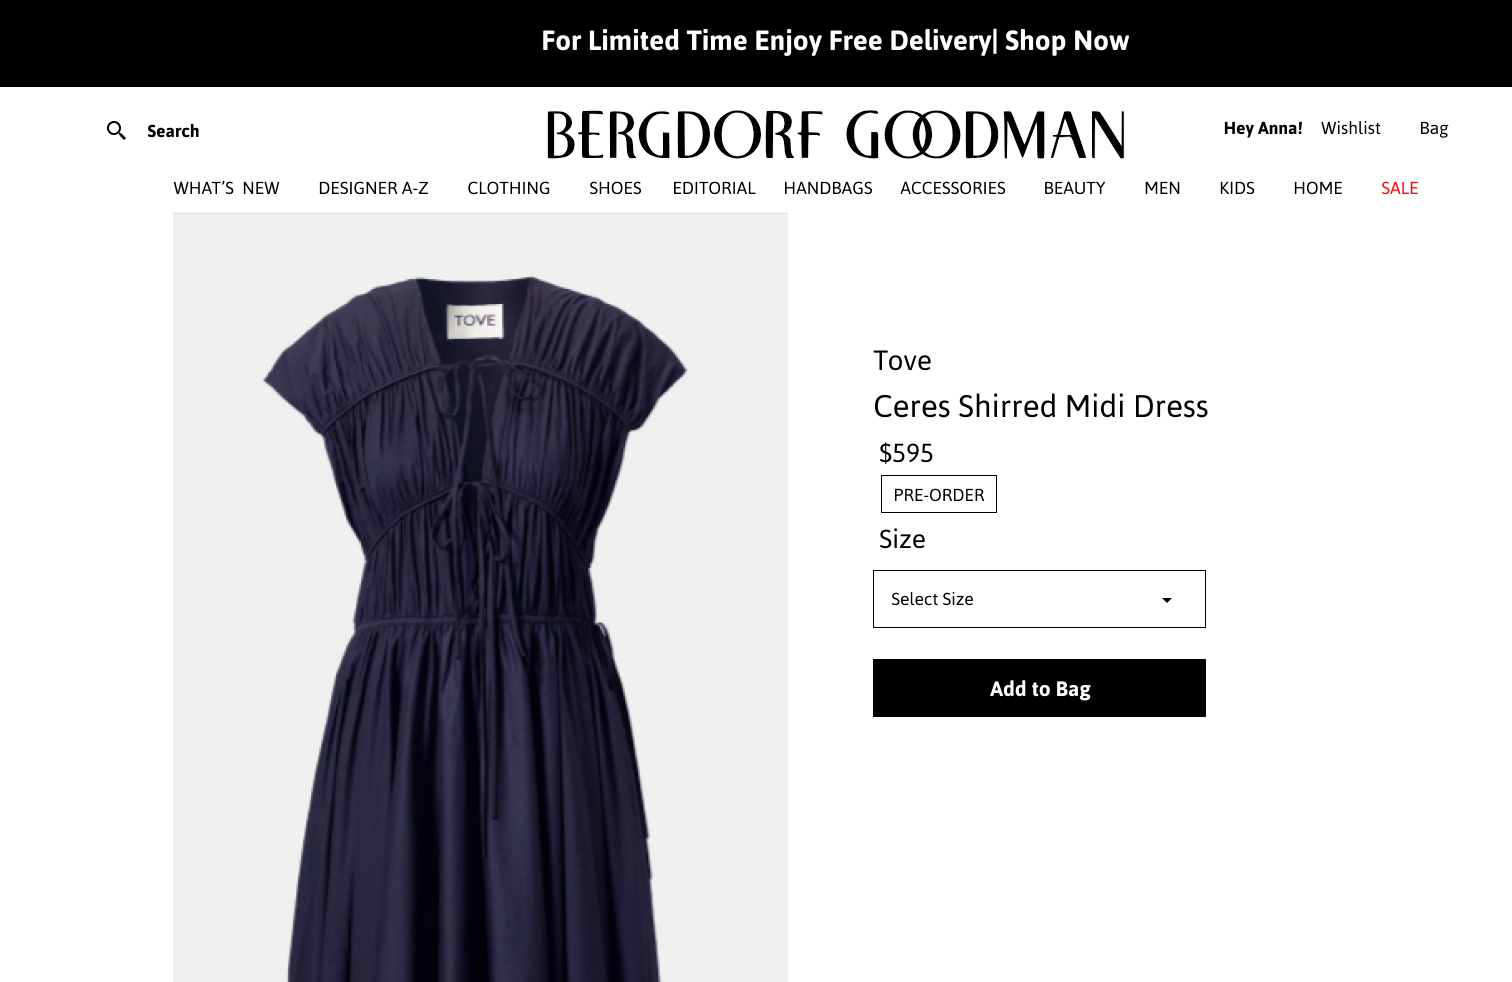 For Limited Time Enjoy Free Delivery| Shop Now
Search
BERGDORF GOODMAN
Hey Anna! Wishlist Bag
WHAT’S NEW DESIGNER A-Z CLOTHING SHOES EDITORIAL HANDBAGS ACCESSORIES BEAUTY MEN KIDS HOME SALE
TOVE
Tove
Ceres Shirred Midi Dress
$595
PRE-ORDER
Size
Select Size
Add to Bag